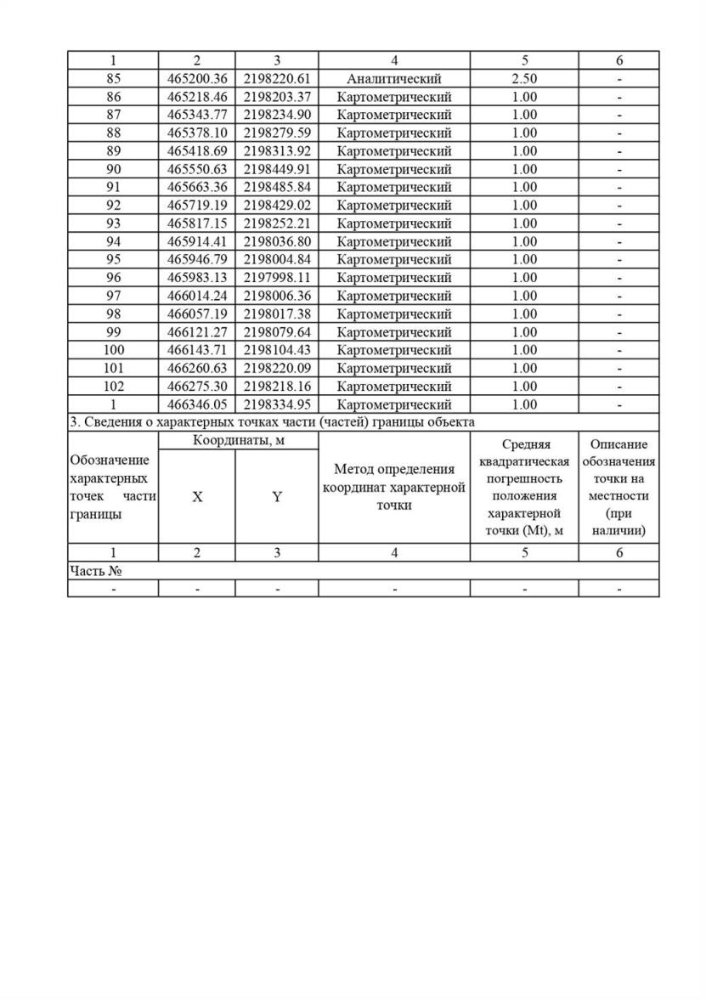 1 2 3 4 5 6
85 465200.36 2198220.61 Аналитический 2.50 -
86 465218.46 2198203.37 Картометрический 1.00 -
87 465343.77 2198234.90 Картометрический 1.00 -
88 465378.10 2198279.59 Картометрический 1.00 -
89 465418.69 2198313.92 Картометрический 1.00 -
90 465550.63 2198449.91 Картометрический 1.00 -
91 465663.36 2198485.84 Картометрический 1.00 -
92 465719.19 2198429.02 Картометрический 1.00 -
93 465817.15 2198252.21 Картометрический 1.00 -
94 465914.41 2198036.80 Картометрический 1.00 -
95 465946.79 2198004.84 Картометрический 1.00 -
96 465983.13 2197998.11 Картометрический 1.00 -
97 466014.24 2198006.36 Картометрический 1.00 -
98 466057.19 2198017.38 Картометрический 1.00 -
99 466121.27 2198079.64 Картометрический 1.00 -
100 466143.71 2198104.43 Картометрический 1.00 -
101 466260.63 2198220.09 Картометрический 1.00 -
102 466275.30 2198218.16 Картометрический 1.00 -
1 466346.05 2198334.95 Картометрический 1.00 -
3. Сведения о характерных точках части (частей) границы объекта
Обозначение
характерных
точек части
границы
Координаты, м
X
Y
Метод определения
координат характерной
точки
Средняя
квадратическая
погрешность
положения
характерной
точки (Mt), м
Описание
обозначения
точки на
местности
(при
наличии)
1 2 3 4 5 6
Часть №
- - - - - -